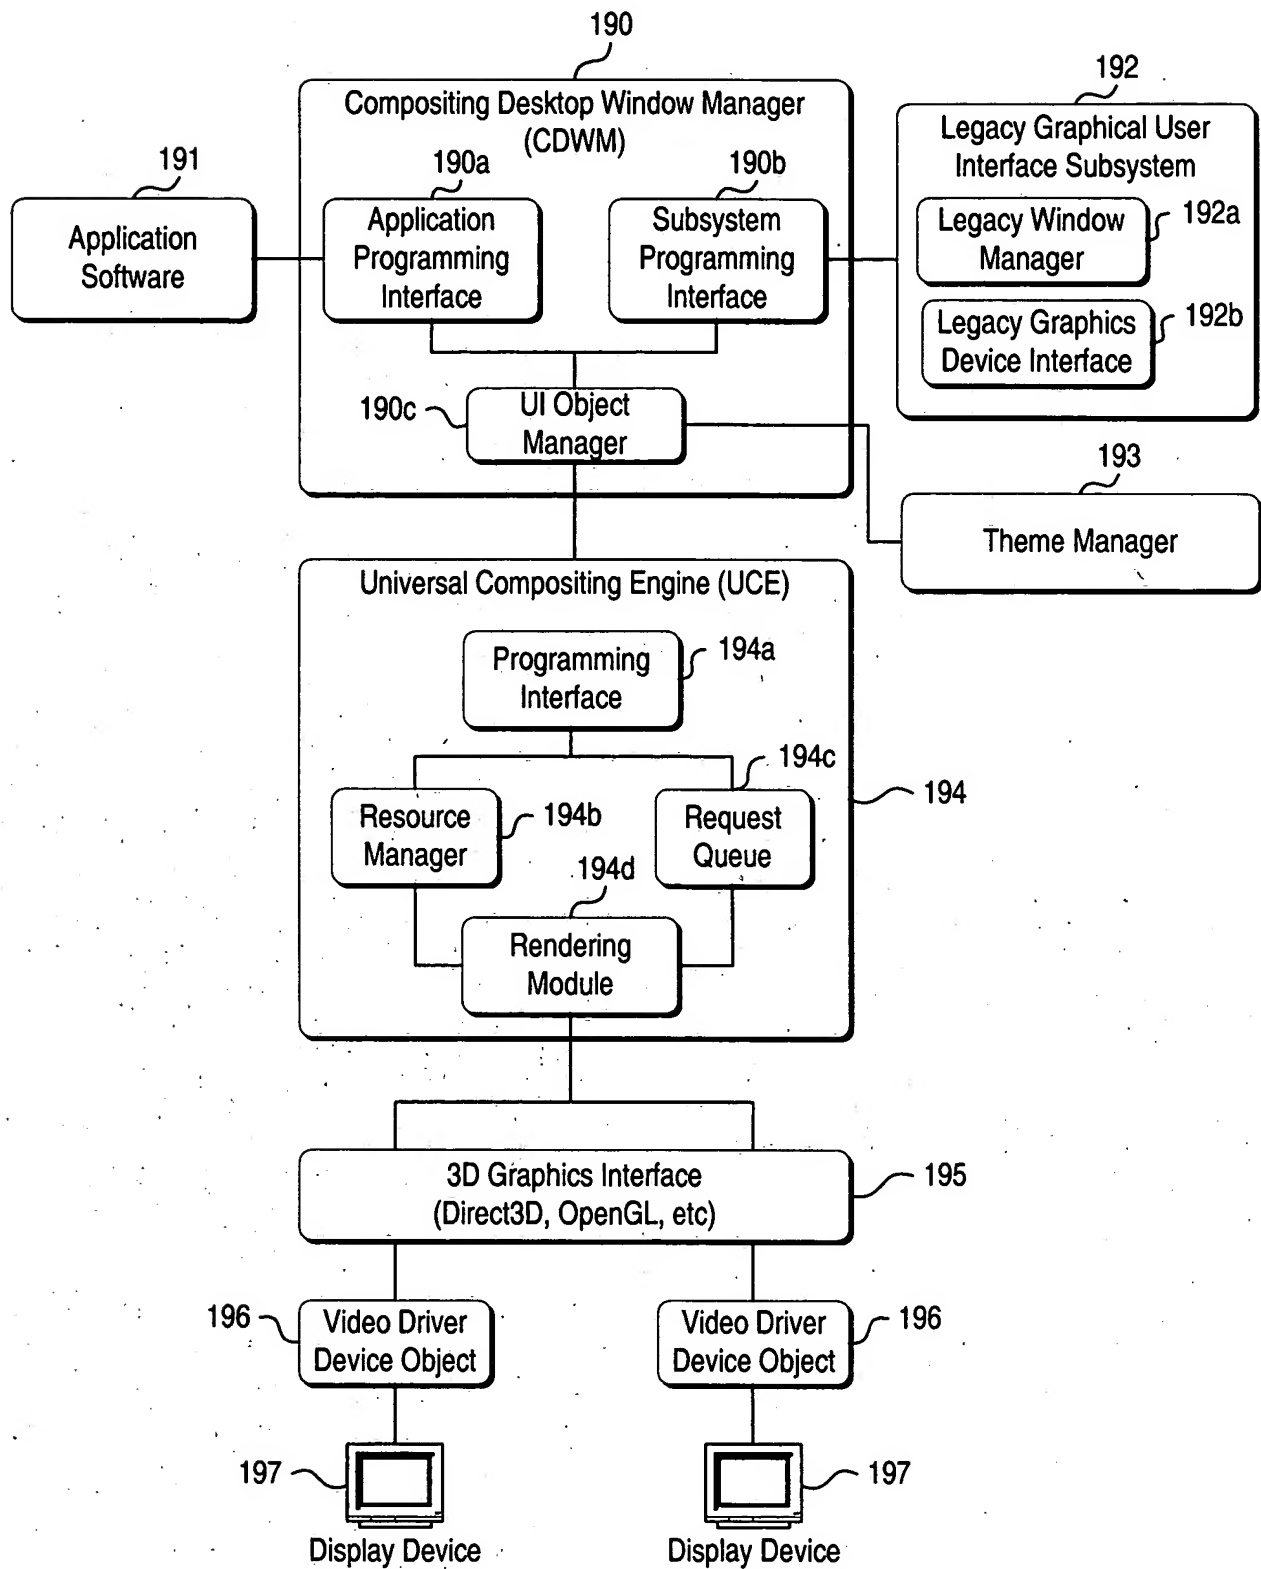 190
Compositing Desktop Window Manager
(CDWM)
192
Legacy Graphical User
Interface Subsystem
191
Application
Software
190a
Application
Programming
Interface
190b
Subsystem
Programming
Interface
Legacy Window
Manager
192a
Legacy Graphics
Device Interface
192b
190c
UI Object
Manager
193
Theme Manager
Universal Compositing Engine (UCE)
Programming
Interface
194a
194c
Resource
Manager
194b
Request
Queue
194
194d
Rendering
Module
3D Graphics Interface
(Direct3D, OpenGL, etc)
195
196
Video Driver
Device Object
Video Driver
Device Object
196
197
197
Display Device
Display Device